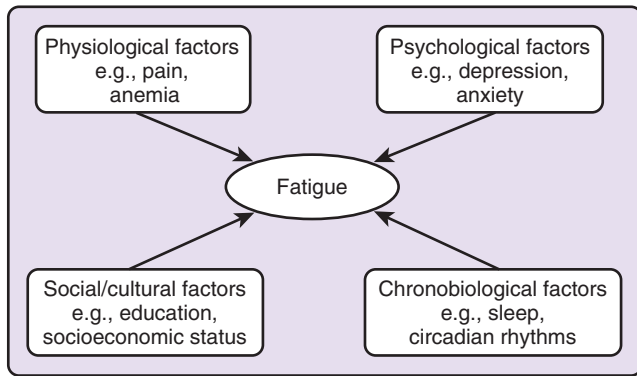 Physiological factors
e.g., pain,
anemia
Psychological factors
e.g., depression,
anxiety
Fatigue
Social/cultural factors
e.g., education,
socioeconomic status
Chronobiological factors
e.g., sleep,
circadian rhythms